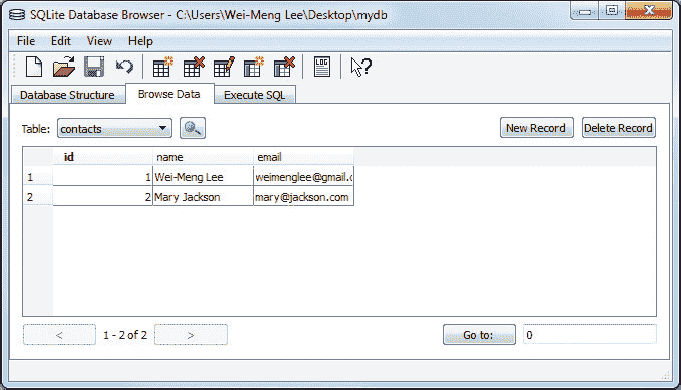 SQLite Database Browser - C:\Users\Wei-Meng Lee\Desktop\mydb
File Edit View Help
LOG
Database Structure Browse Data Execute SQL
Table: contacts New Record Delete Record
id name email
1 1 Wei-Meng Lee weimenglee@gmail.c
2 2 Mary Jackson mary@jackson.com
< 1 - 2 of 2 > Go to: 0